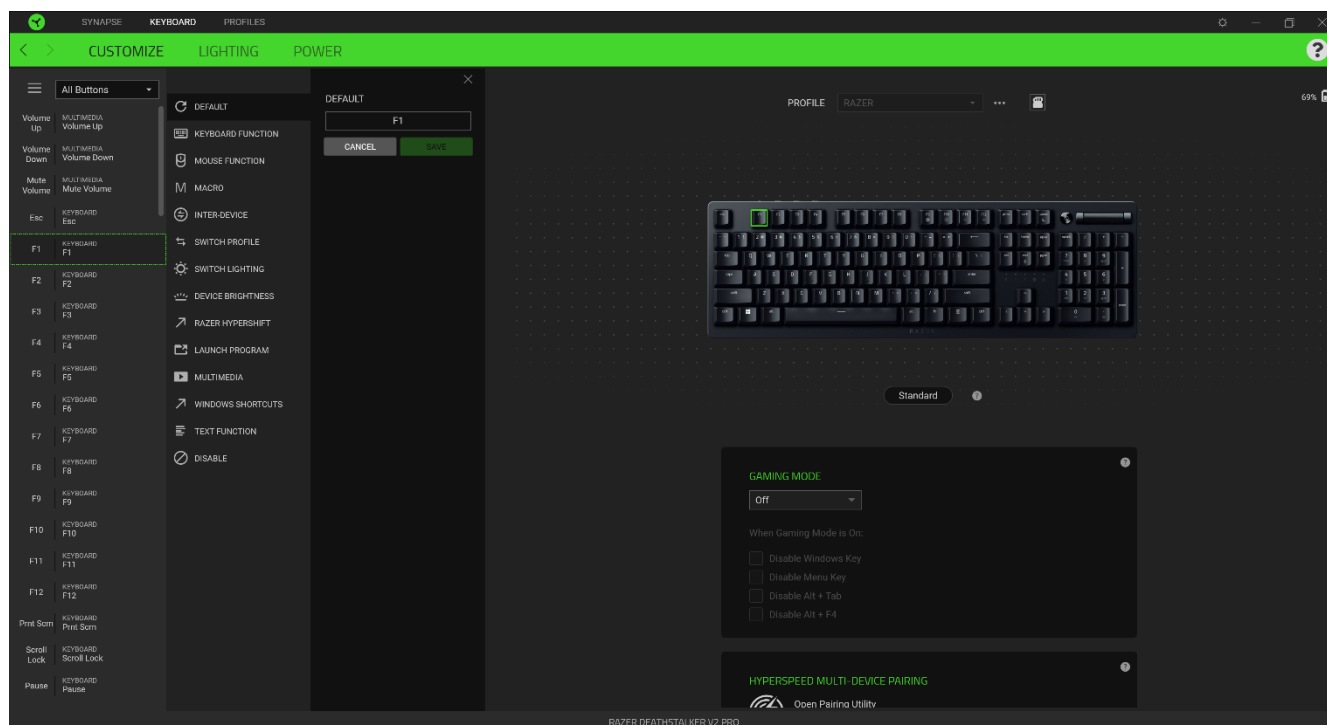 SYNAPSE KEYBOARD PROFILES
CUSTOMIZE LIGHTING POWER
?
All Buttons
Volume Up MULTIMEDIA Volume Up
Volume Down MULTIMEDIA Volume Down
Mute Volume MULTIMEDIA Mute Volume
Esc KEYBOARD Esc
F1 KEYBOARD F1
F2 KEYBOARD F2
F3 KEYBOARD F3
F4 KEYBOARD F4
F5 KEYBOARD F5
F6 KEYBOARD F6
F7 KEYBOARD F7
F8 KEYBOARD F8
F9 KEYBOARD F9
F10 KEYBOARD F10
F11 KEYBOARD F11
F12 KEYBOARD F12
Prnt Scrn KEYBOARD Prnt Scrn
Scroll Lock KEYBOARD Scroll Lock
Pause KEYBOARD Pause
DEFAULT
KEYBOARD FUNCTION
MOUSE FUNCTION
MACRO
INTER-DEVICE
SWITCH PROFILE
SWITCH LIGHTING
DEVICE BRIGHTNESS
RAZER HYPERSHIFT
LAUNCH PROGRAM
MULTIMEDIA
WINDOWS SHORTCUTS
TEXT FUNCTION
DISABLE
DEFAULT
F1
CANCEL SAVE
PROFILE RAZER
69%
RAZER
Standard ?
GAMING MODE ?
Off
When Gaming Mode is On:
Disable Windows Key
Disable Menu Key
Disable Alt + Tab
Disable Alt + F4
HYPERSPEED MULTI-DEVICE PAIRING ?
Open Pairing Utility
RAZER DEATHSTALKER V2 PRO